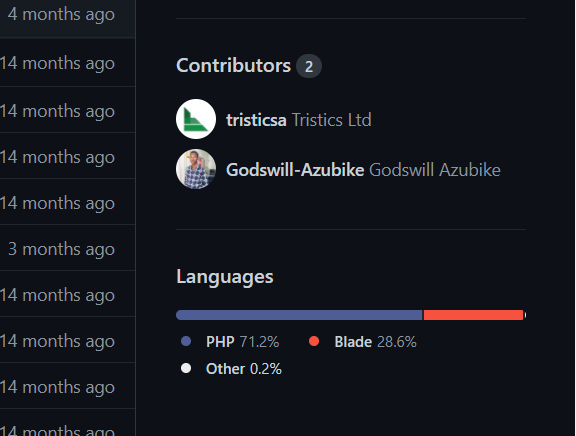 4 months ago
14 months ago
14 months ago
14 months ago
14 months ago
3 months ago
14 months ago
14 months ago
14 months ago
14 months ago
Contributors 2
tristicsa Tristics Ltd
Godswill-Azubike Godswill Azubike
Languages
PHP 71.2% Blade 28.6%
Other 0.2%